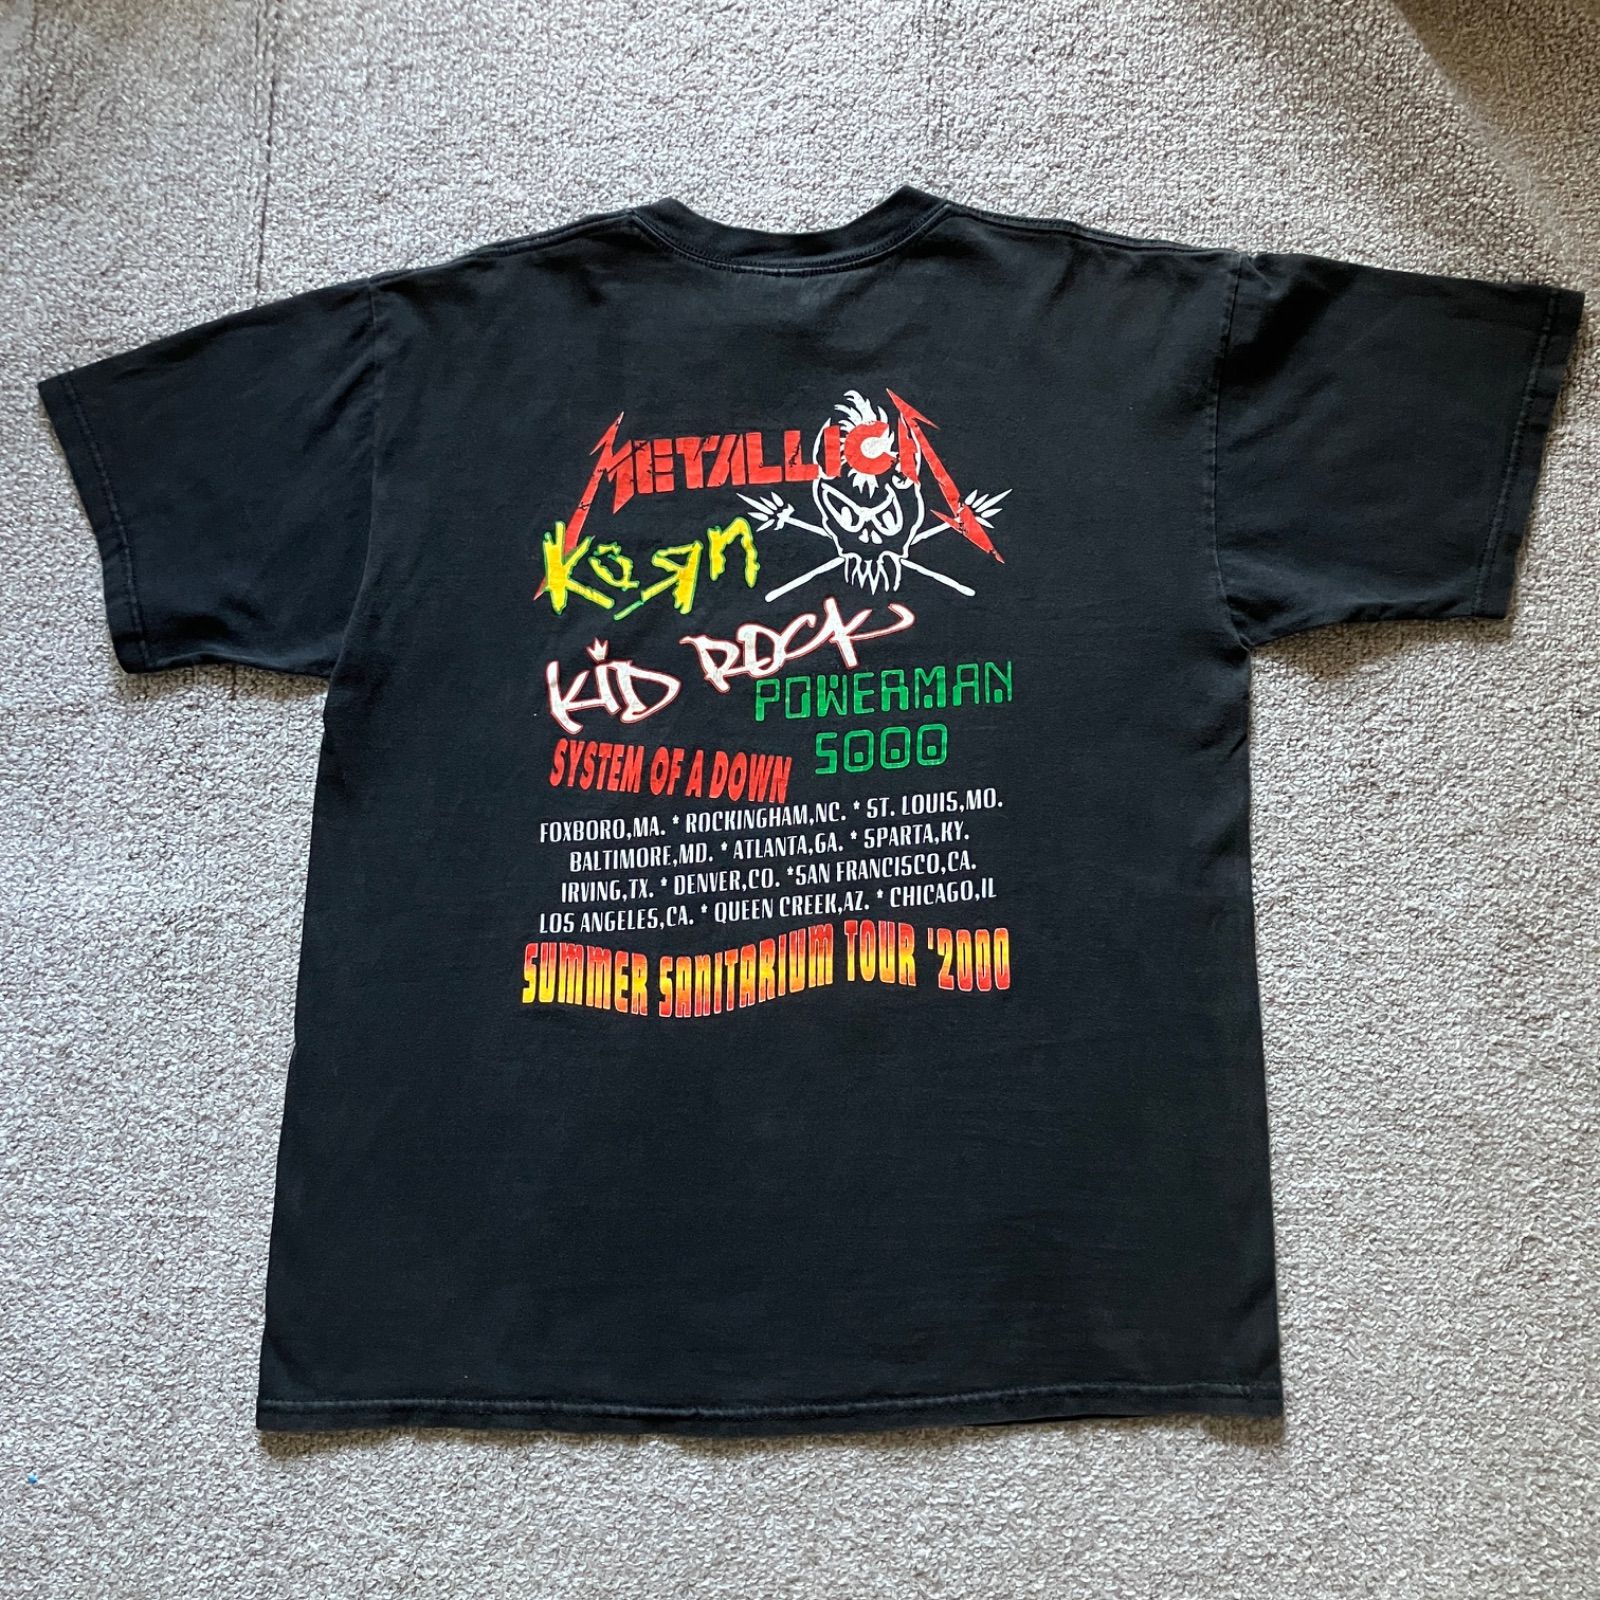 METALLICA
KoRn
KID ROCK
POWERMAN
5000
SYSTEM OF A DOWN
FOXBORO,MA. * ROCKINGHAM,NC. * ST. LOUIS,MO.
BALTIMORE,MD. * ATLANTA,GA. * SPARTA,KY.
IRVING,TX. * DENVER,CO. *SAN FRANCISCO,CA.
LOS ANGELES,CA. * QUEEN CREEK,AZ. * CHICAGO,IL
SUMMER SANITARIUM TOUR '2000